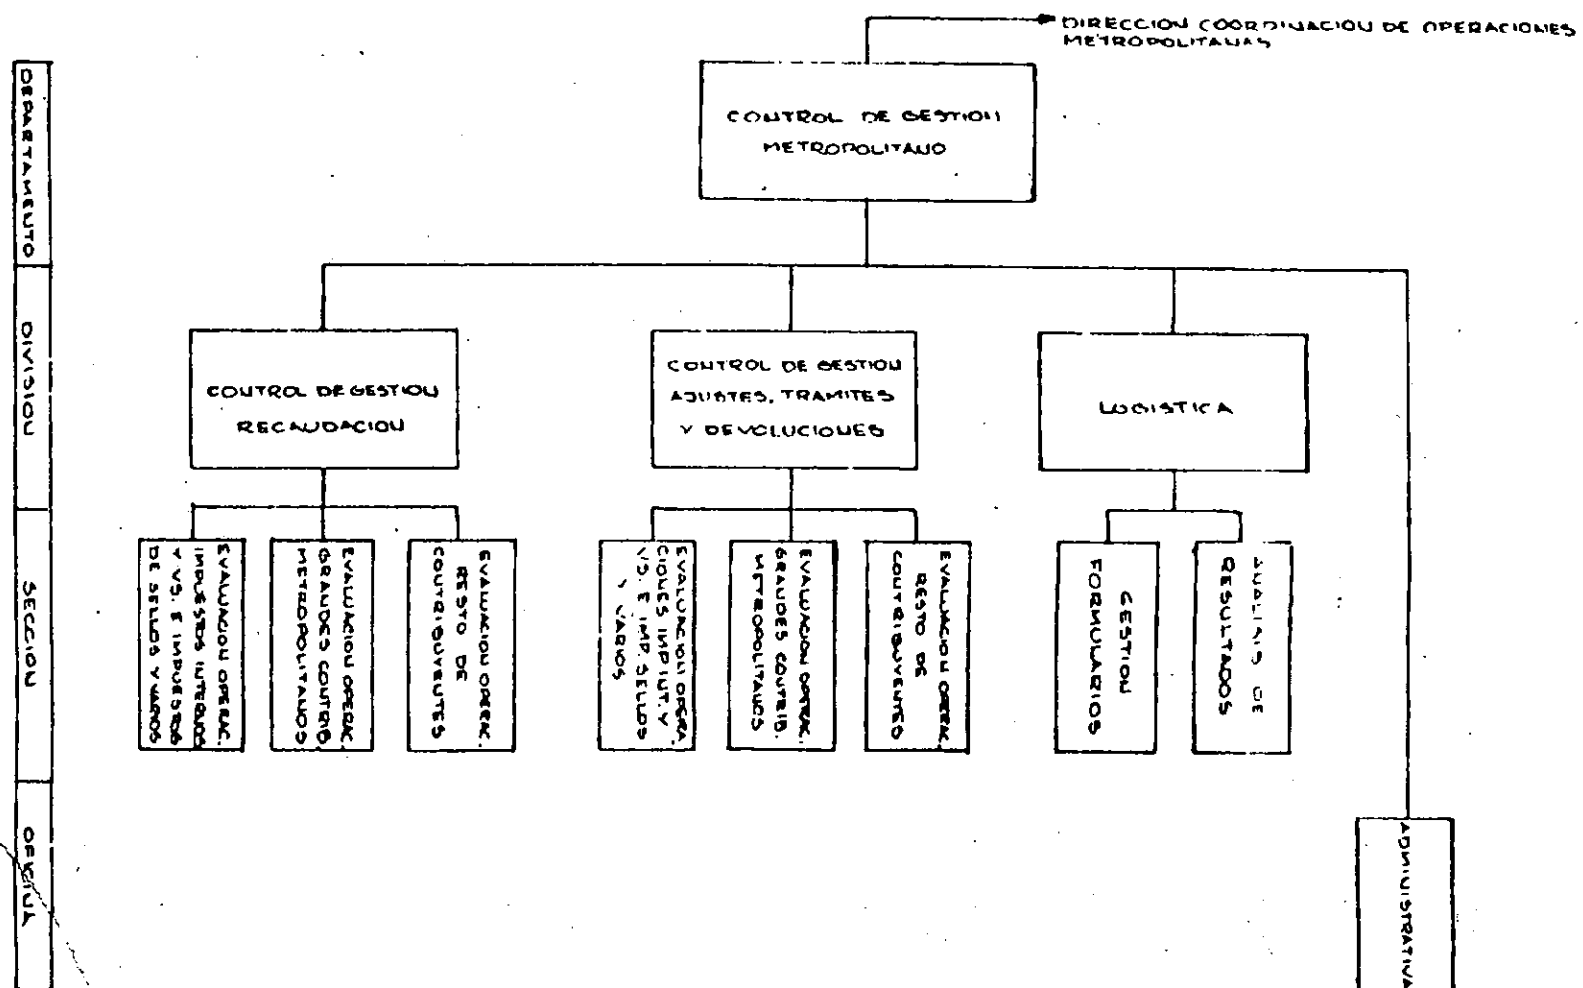 DIRECCION COORDINACION DE OPERACIONES
METROPOLITANAS
CONTROL DE GESTION
METROPOLITANO
DEPARTAMENTO
DIVISION
CONTROL DE GESTION
RECAUDACION
CONTROL DE GESTION
AJUSTES, TRAMITES
Y DEVOLUCIONES
LOGISTICA
SECCION
EVALUACION OPERAC.
IMPUESTOS INTERNOS
Y VS. E IMPUESTOS
DE SELLOS Y VARIOS
EVALUACION OPERAC.
GRANDES CONTRIB.
METROPOLITANOS
EVALUACION OPERAC.
RESTO DE
CONTRIBUYENTES
EVALUACION OPERA.
CIONES IMP INT. Y
VS. E IMP. SELLOS
Y VARIOS
EVALUACION OPERAC.
GRANDES CONTRIB.
METROPOLITANOS
EVALUACION OPERAC.
RESTO DE
CONTRIBUYENTES
GESTION
FORMULARIOS
ANALISIS DE
RESULTADOS
OFICINA
ADMINISTRATIVA